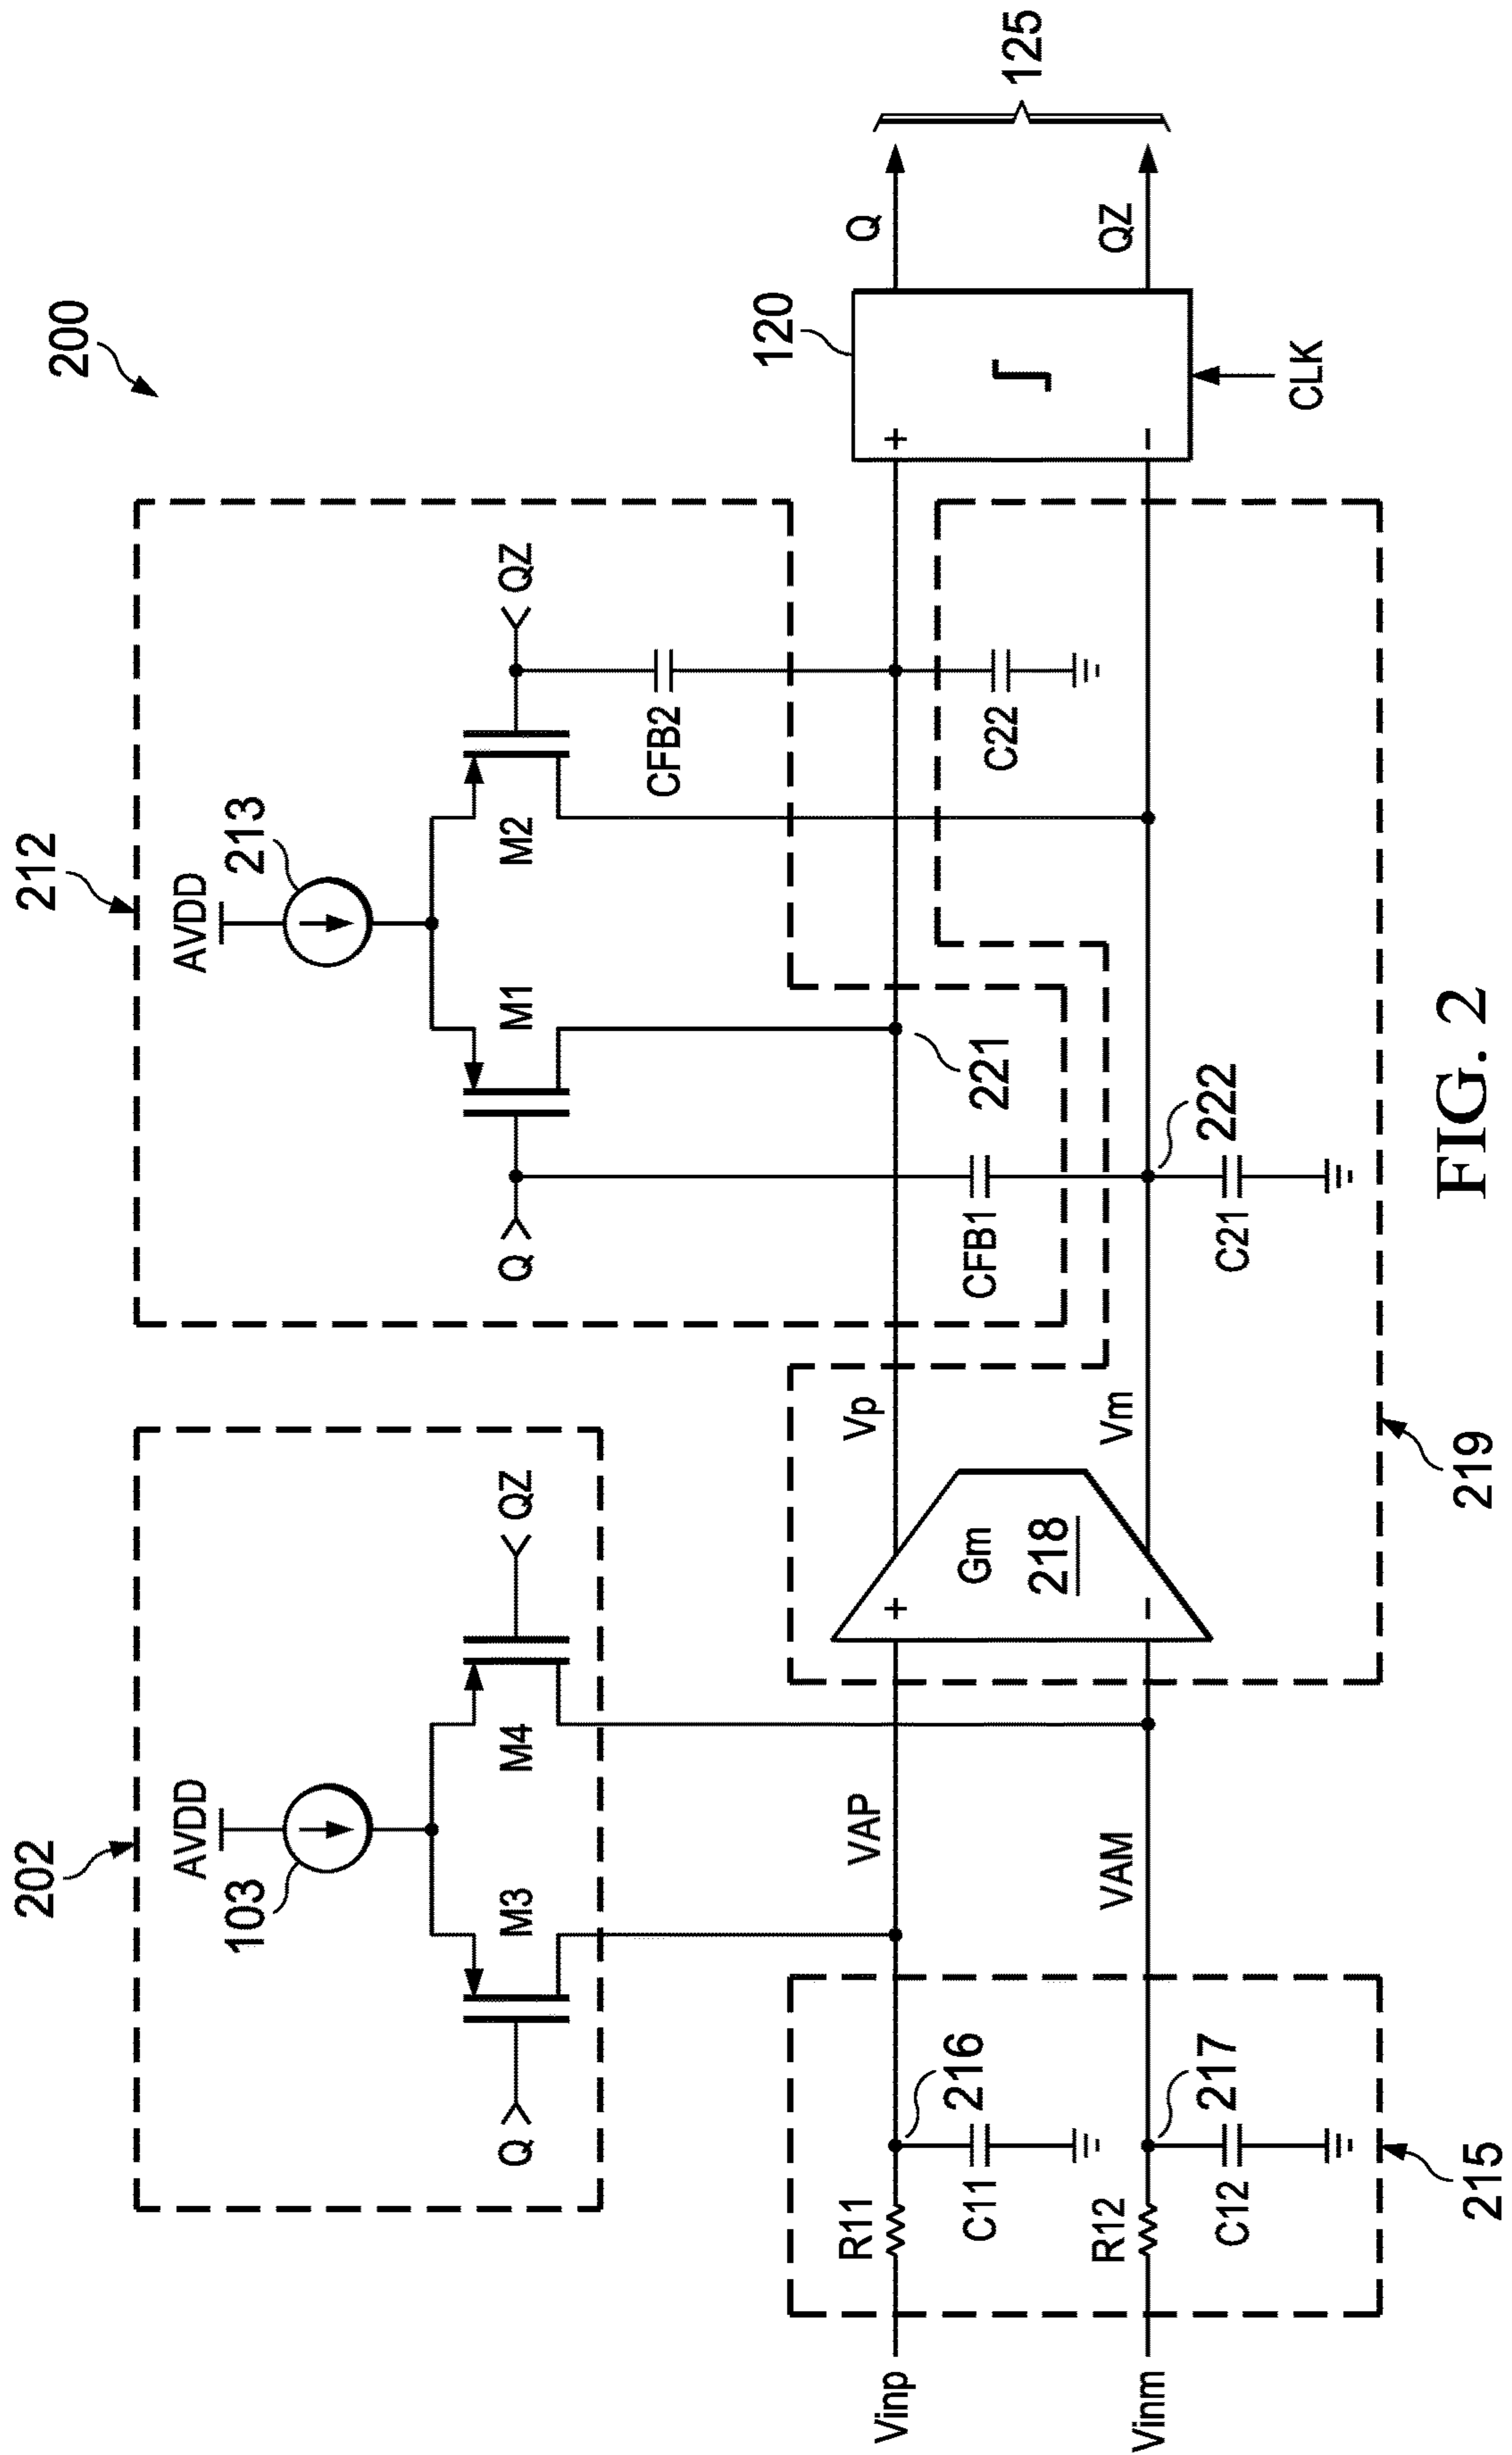 200
202
212
AVDD
103
AVDD
213
Q
M3
M4
QZ
Q
M1
M2
QZ
CFB2
120
Q
125
R11
VAP
Vp
+
+
216
C11
Gm
218
CFB1
221
C22
Vinp
R12
VAM
Vm
−
−
QZ
Vinm
217
C12
222
C21
CLK
215
219
FIG. 2